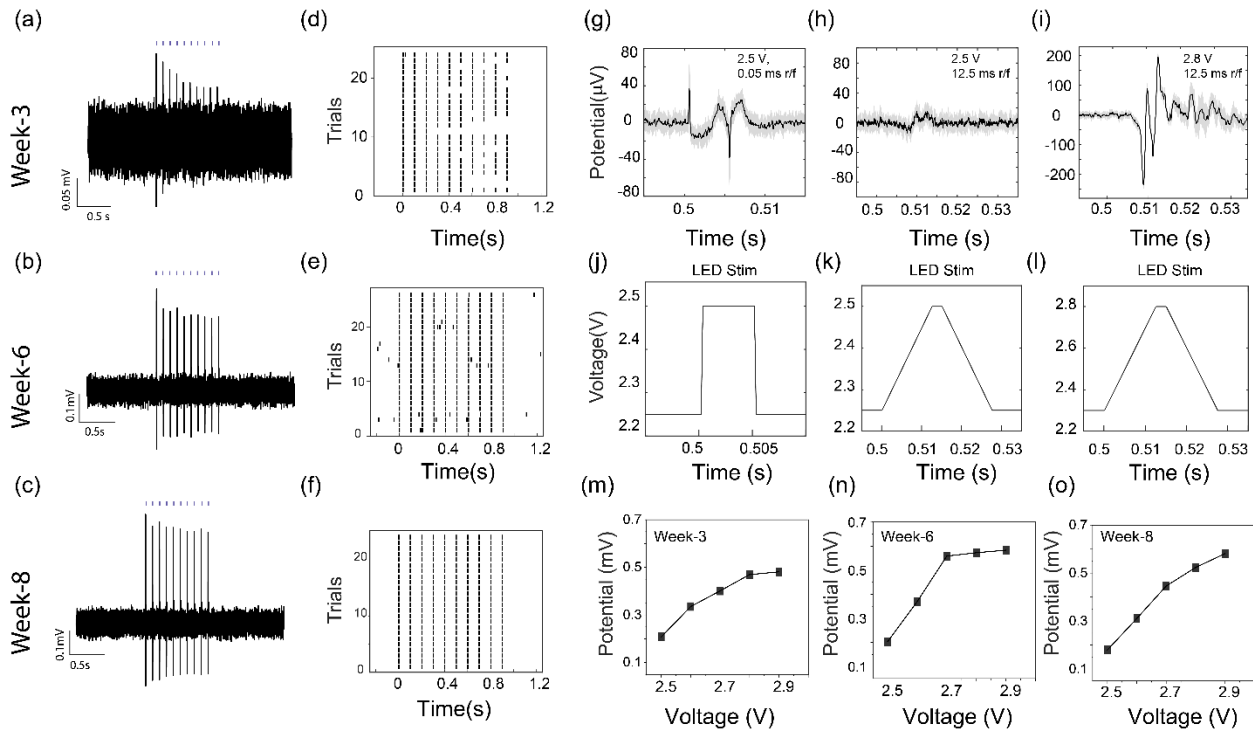 (a)
Week-3
0.05 mV
0.5 s
(d)
Trials
20
10
0
0 0.4 0.8 1.2
Time(s)
(g)
2.5 V,
0.05 ms r/f
Potential(μV)
80
40
0
-40
-80
0.5 0.51
Time (s)
(h)
2.5 V
12.5 ms r/f
80
40
0
-40
-80
0.5 0.51 0.52 0.53
Time (s)
(i)
2.8 V
12.5 ms r/f
200
100
0
-100
-200
0.5 0.51 0.52 0.53
Time (s)
(b)
Week-6
0.1mV
0.5s
(e)
Trials
20
10
0
0 0.4 0.8 1.2
Time(s)
(j)
LED Stim
Voltage(V)
2.5
2.4
2.3
2.2
0.5 0.505
Time (s)
(k)
LED Stim
2.5
2.4
2.3
2.2
0.5 0.51 0.52 0.53
Time (s)
(l)
LED Stim
2.8
2.6
2.4
2.2
0.5 0.51 0.52 0.53
Time (s)
(c)
Week-8
0.1mV
0.5s
(f)
Trials
20
10
0
0 0.4 0.8 1.2
Time(s)
(m)
Week-3
Potential (mV)
0.7
0.5
0.3
0.1
2.5 2.7 2.9
Voltage (V)
(n)
Week-6
Potential (mV)
0.7
0.5
0.3
0.1
2.5 2.7 2.9
Voltage (V)
(o)
Week-8
Potential (mV)
0.7
0.5
0.3
0.1
2.5 2.7 2.9
Voltage (V)